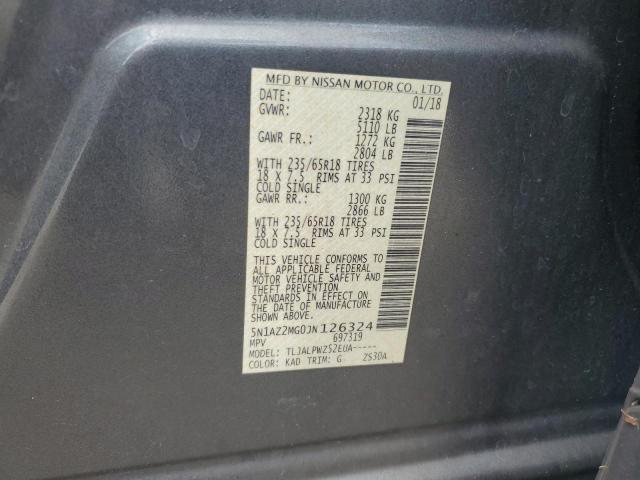 MFD BY NISSAN MOTOR CO., LTD.
DATE: 01/18
GVWR: 2318 KG
5110 LB
GAWR FR.: 1272 KG
2804 LB
WITH 235/65R18 TIRES
18 X 7.5 RIMS AT 33 PSI
COLD SINGLE
GAWR RR.: 1300 KG
2866 LB
WITH 235/65R18 TIRES
18 X 7.5 RIMS AT 33 PSI
COLD SINGLE
THIS VEHICLE CONFORMS TO
ALL APPLICABLE FEDERAL
MOTOR VEHICLE SAFETY AND
THEFT PREVENTION
STANDARDS IN EFFECT ON
THE DATE OF MANUFACTURE
SHOWN ABOVE.
5N1AZ2MG0JN126324
MPV 697319
MODEL: TLJALPWZ52EUA-----
COLOR: KAD TRIM: G ZS30A